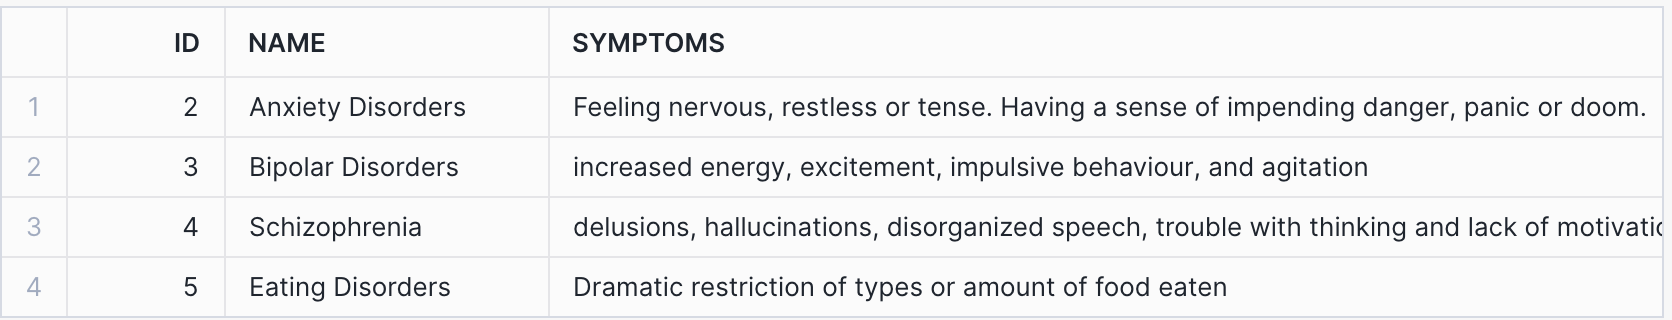 ID NAME SYMPTOMS
1 2 Anxiety Disorders Feeling nervous, restless or tense. Having a sense of impending danger, panic or doom.
2 3 Bipolar Disorders increased energy, excitement, impulsive behaviour, and agitation
3 4 Schizophrenia delusions, hallucinations, disorganized speech, trouble with thinking and lack of
4 5 Eating Disorders Dramatic restriction of types or amount of food eaten